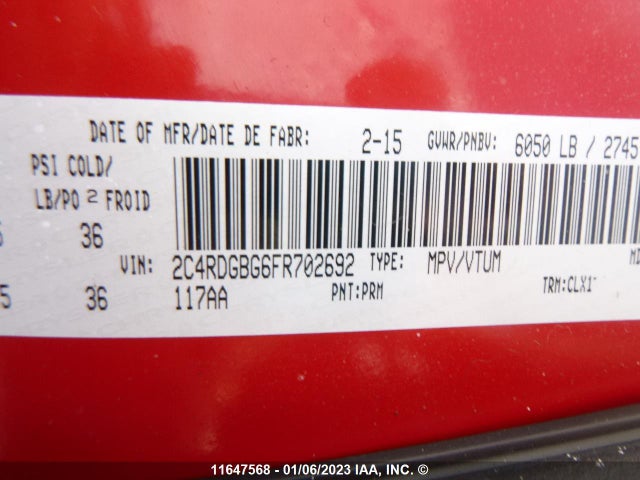 DATE OF MFR/DATE DE FABR: 2-15 GVWR/PNBV: 6050 LB / 2745
PSI COLD/
LB/PO 2 FROID
36
VIN: 2C4RDGBG6FR702692 TYPE: MPV/VTUM
5 36 117AA PNT:PRM TRM:CLX1
11647568 - 01/06/2023 IAA, INC. ©